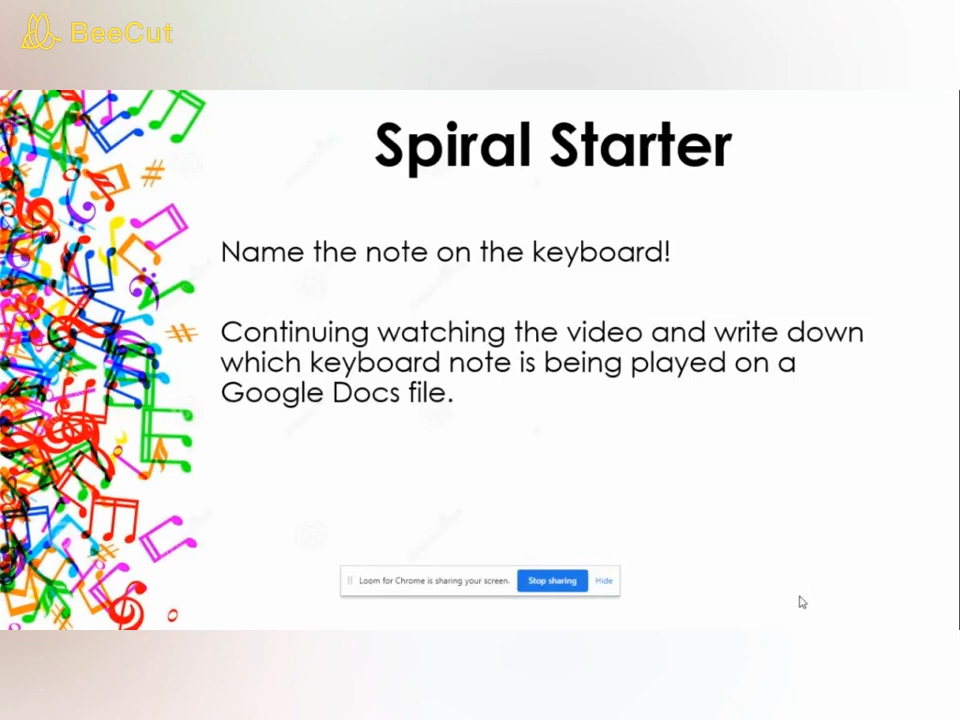 BeeCut
Spiral Starter
Name the note on the keyboard!
Continuing watching the video and write down
which keyboard note is being played on a
Google Docs file.
Loom for Chrome is sharing your screen. Stop sharing Hide